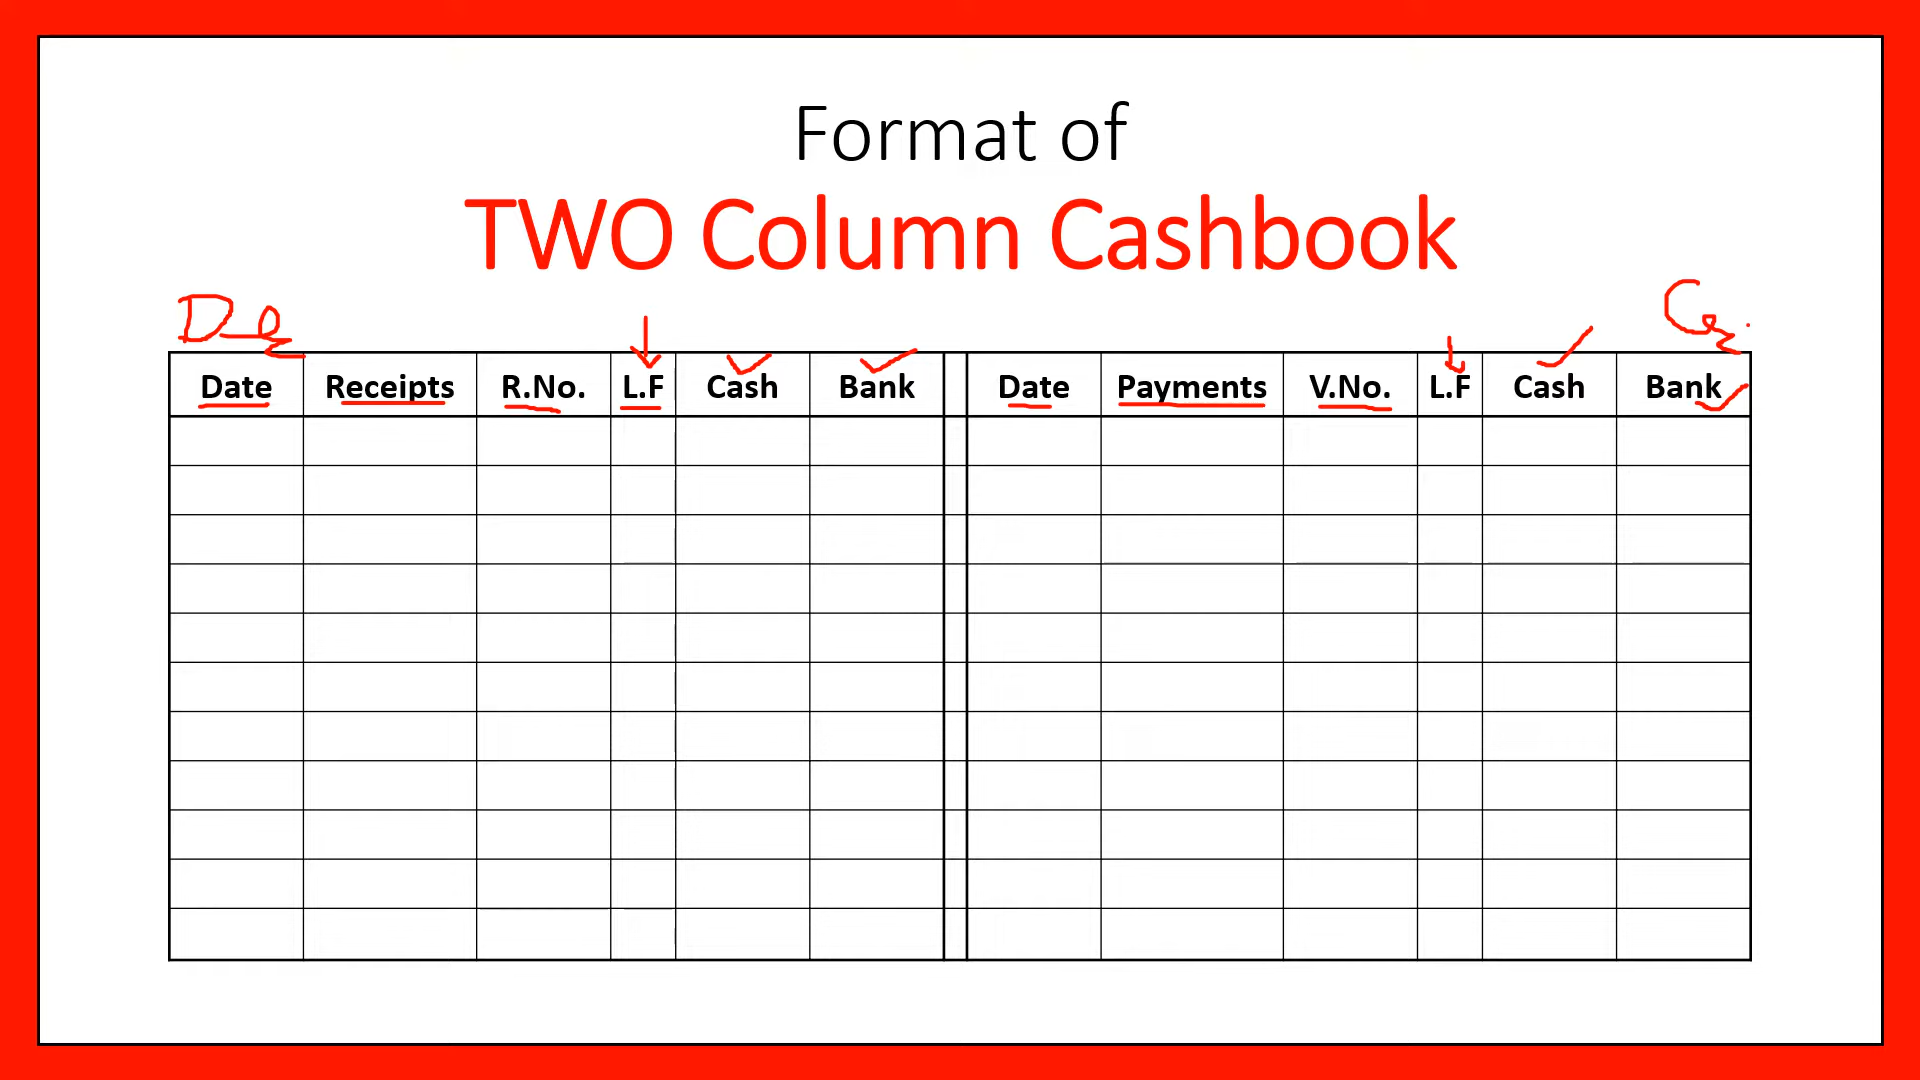 Format of
TWO Column Cashbook
Dr Cr.
Date Receipts R.No. L.F Cash Bank Date Payments V.No. L.F Cash Bank